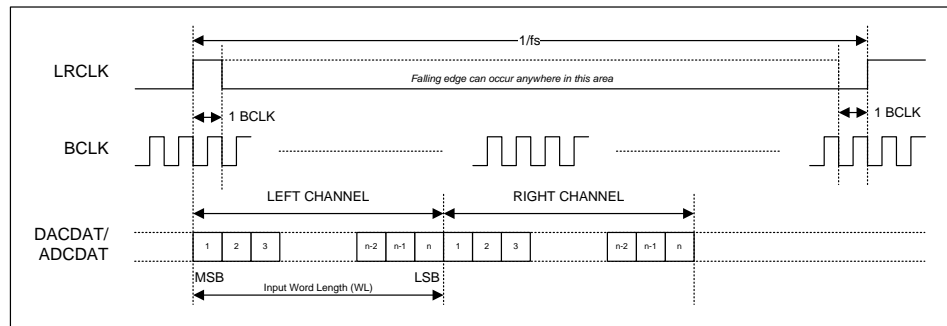 1/fs
LRCLK
Falling edge can occur anywhere in this area
1 BCLK
1 BCLK
BCLK
LEFT CHANNEL
RIGHT CHANNEL
DACDAT/
ADCDAT
1 2 3 n-2 n-1 n 1 2 3 n-2 n-1 n
MSB
LSB
Input Word Length (WL)